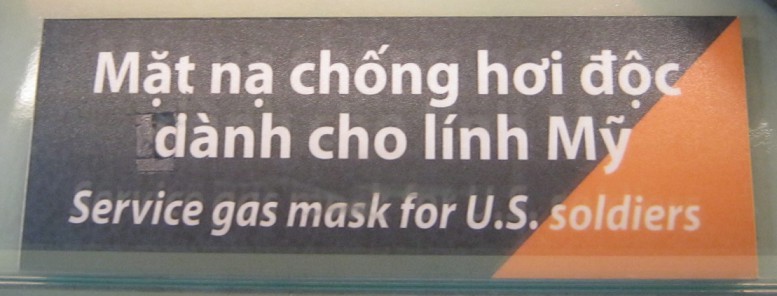 Mặt nạ chống hơi độc
dành cho lính Mỹ
Service gas mask for U.S. soldiers